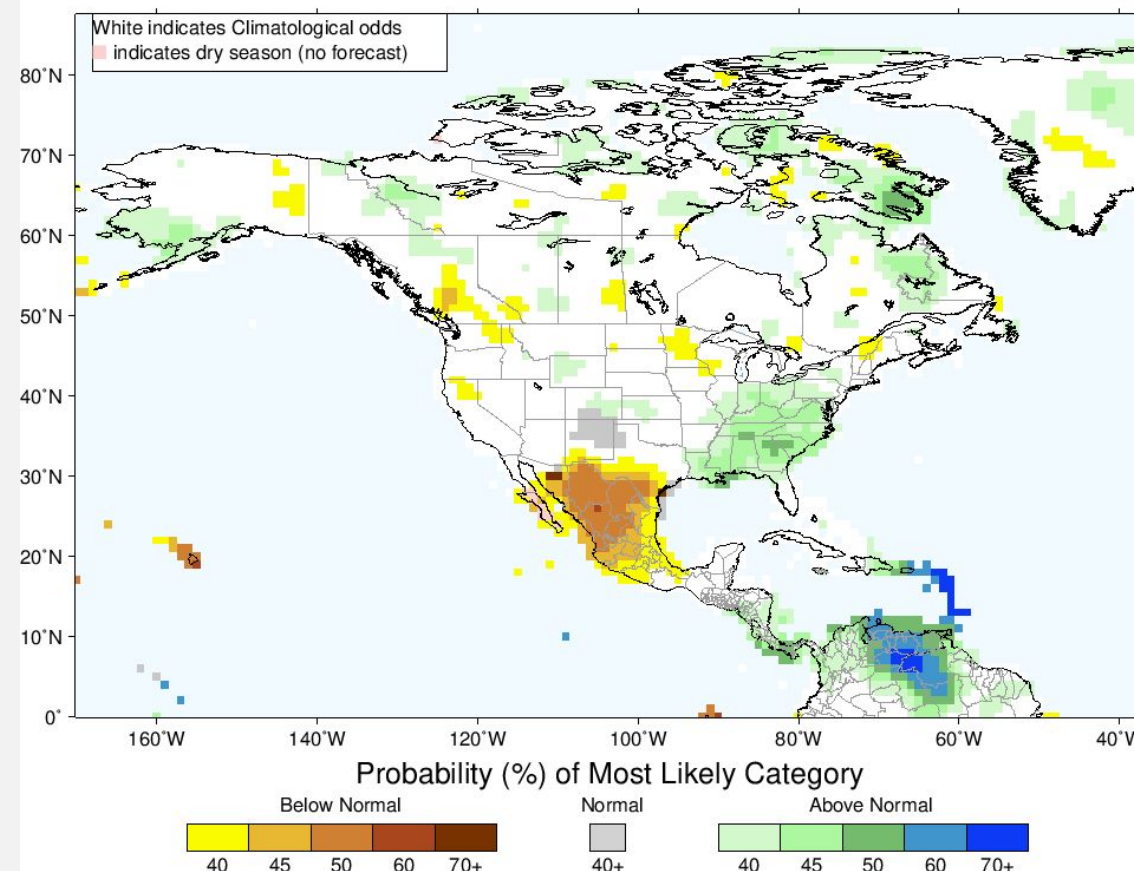 White indicates Climatological odds
indicates dry season (no forecast)
80°N
70°N
60°N
50°N
40°N
30°N
20°N
10°N
0°
160°W 140°W 120°W 100°W 80°W 60°W 40°W
Probability (%) of Most Likely Category
Below Normal Normal Above Normal
40 45 50 60 70+ 40+ 40 45 50 60 70+